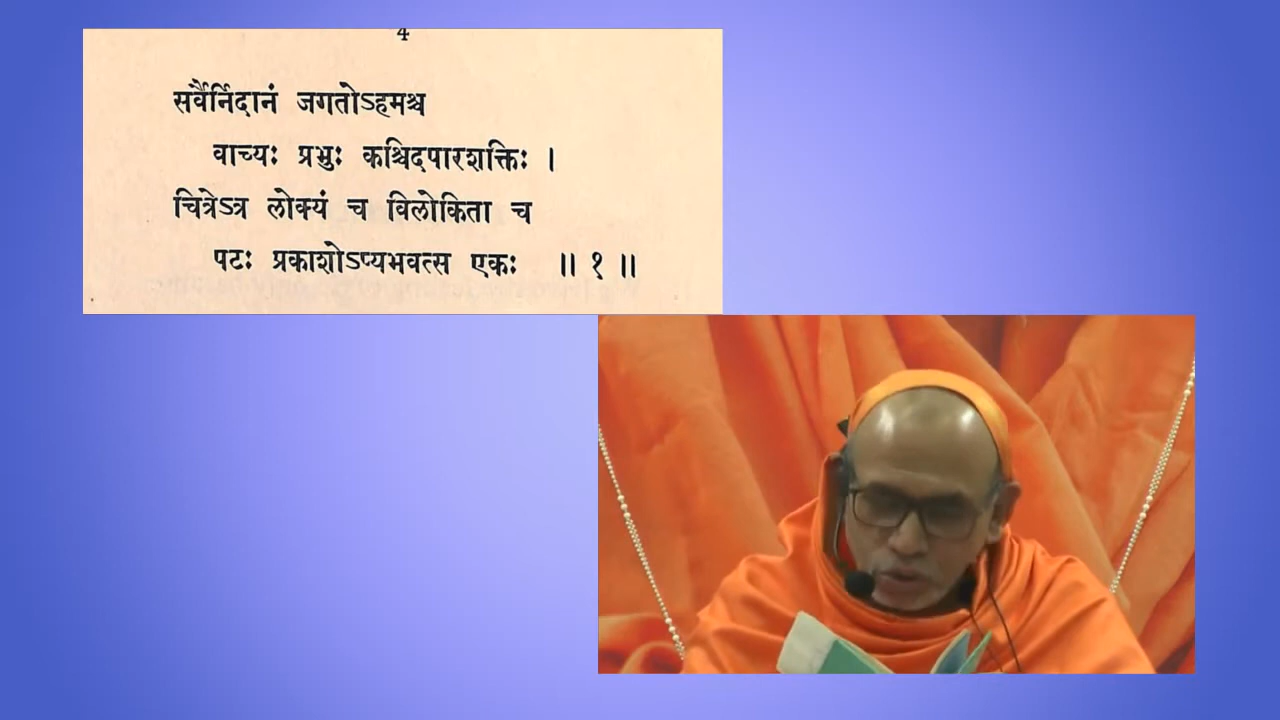 4
सर्वैर्निदानं जगतोऽहमश्च
वाच्यः प्रभुः कश्चिदपारशक्तिः ।
चित्रेऽत्र लोक्यं च विलोकिता च
पटः प्रकाशोऽप्यभवत्स एकः ॥ १ ॥